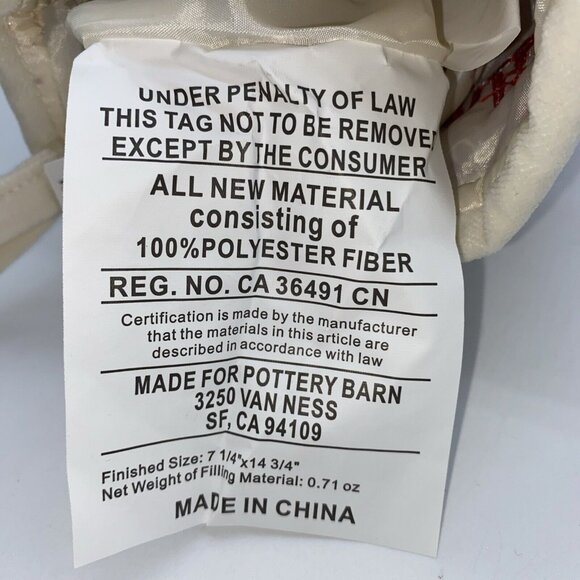 UNDER PENALTY OF LAW
THIS TAG NOT TO BE REMOVED
EXCEPT BY THE CONSUMER
ALL NEW MATERIAL
consisting of
100%POLYESTER FIBER
REG. NO. CA 36491 CN
Certification is made by the manufacturer
that the materials in this article are
described in accordance with law
MADE FOR POTTERY BARN
3250 VAN NESS
SF, CA 94109
Finished Size: 7 1/4"x14 3/4"
Net Weight of Filling Material: 0.71 oz
MADE IN CHINA